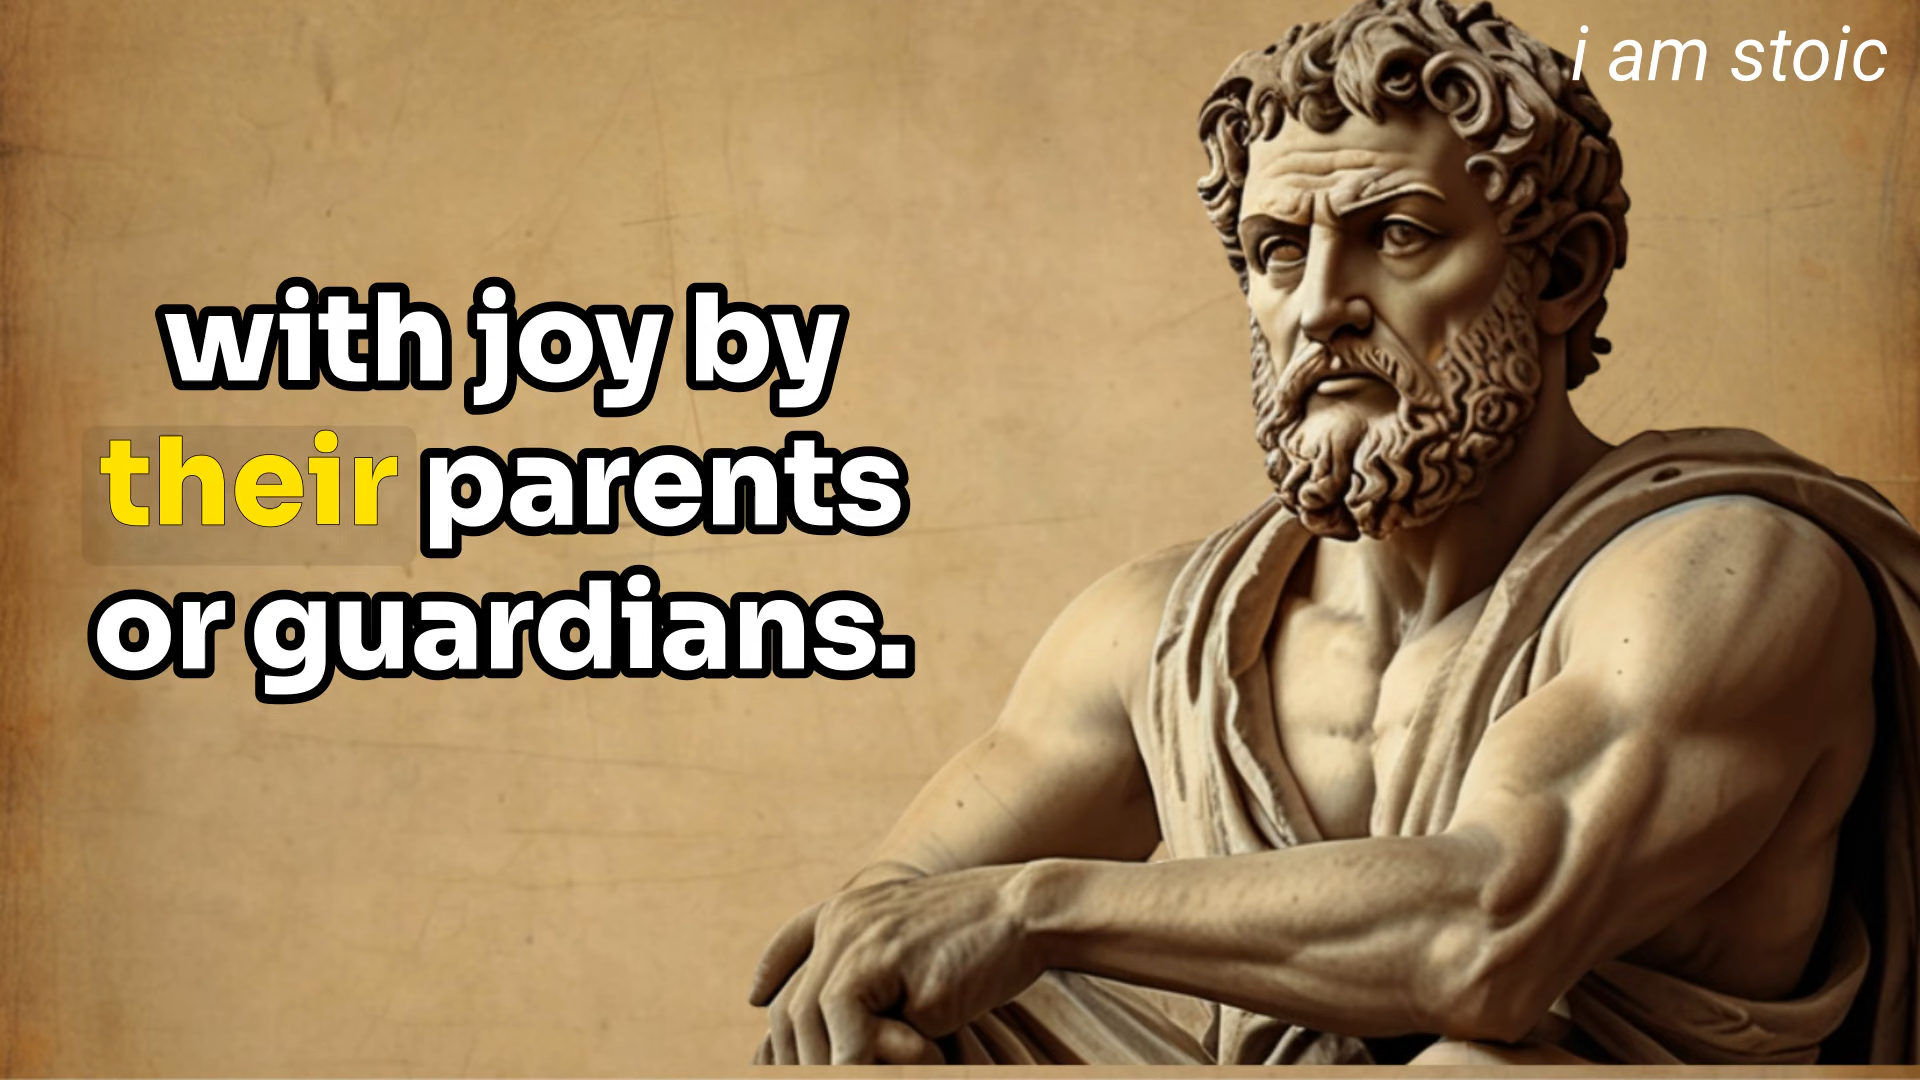 i am stoic
with joy by
their parents
or guardians.